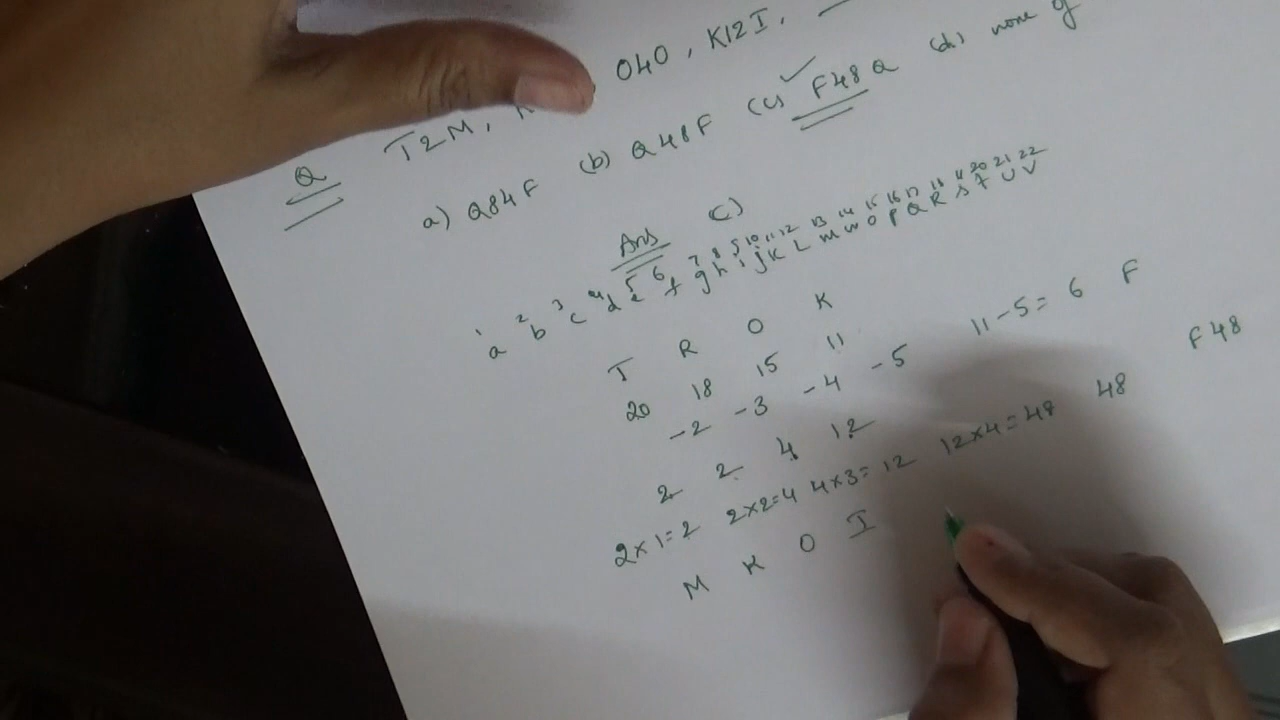 Q T2M, 040, K12I,
a) Q84F (b) Q48F (c) F48Q (d) none of
Ans C)
1 2 3 4 5 6 7 8 9 10 11 12 13 14 15 16 17 18 19 20 21 22
a b c d e f g h i j K L m n o p Q R s t U V
T R O K
20 18 15 11 11-5=6 F
-2 -3 -4 -5
2 2 4 12 48 F48
2×1=2 2×2=4 4×3=12 12×4=48
M K O I